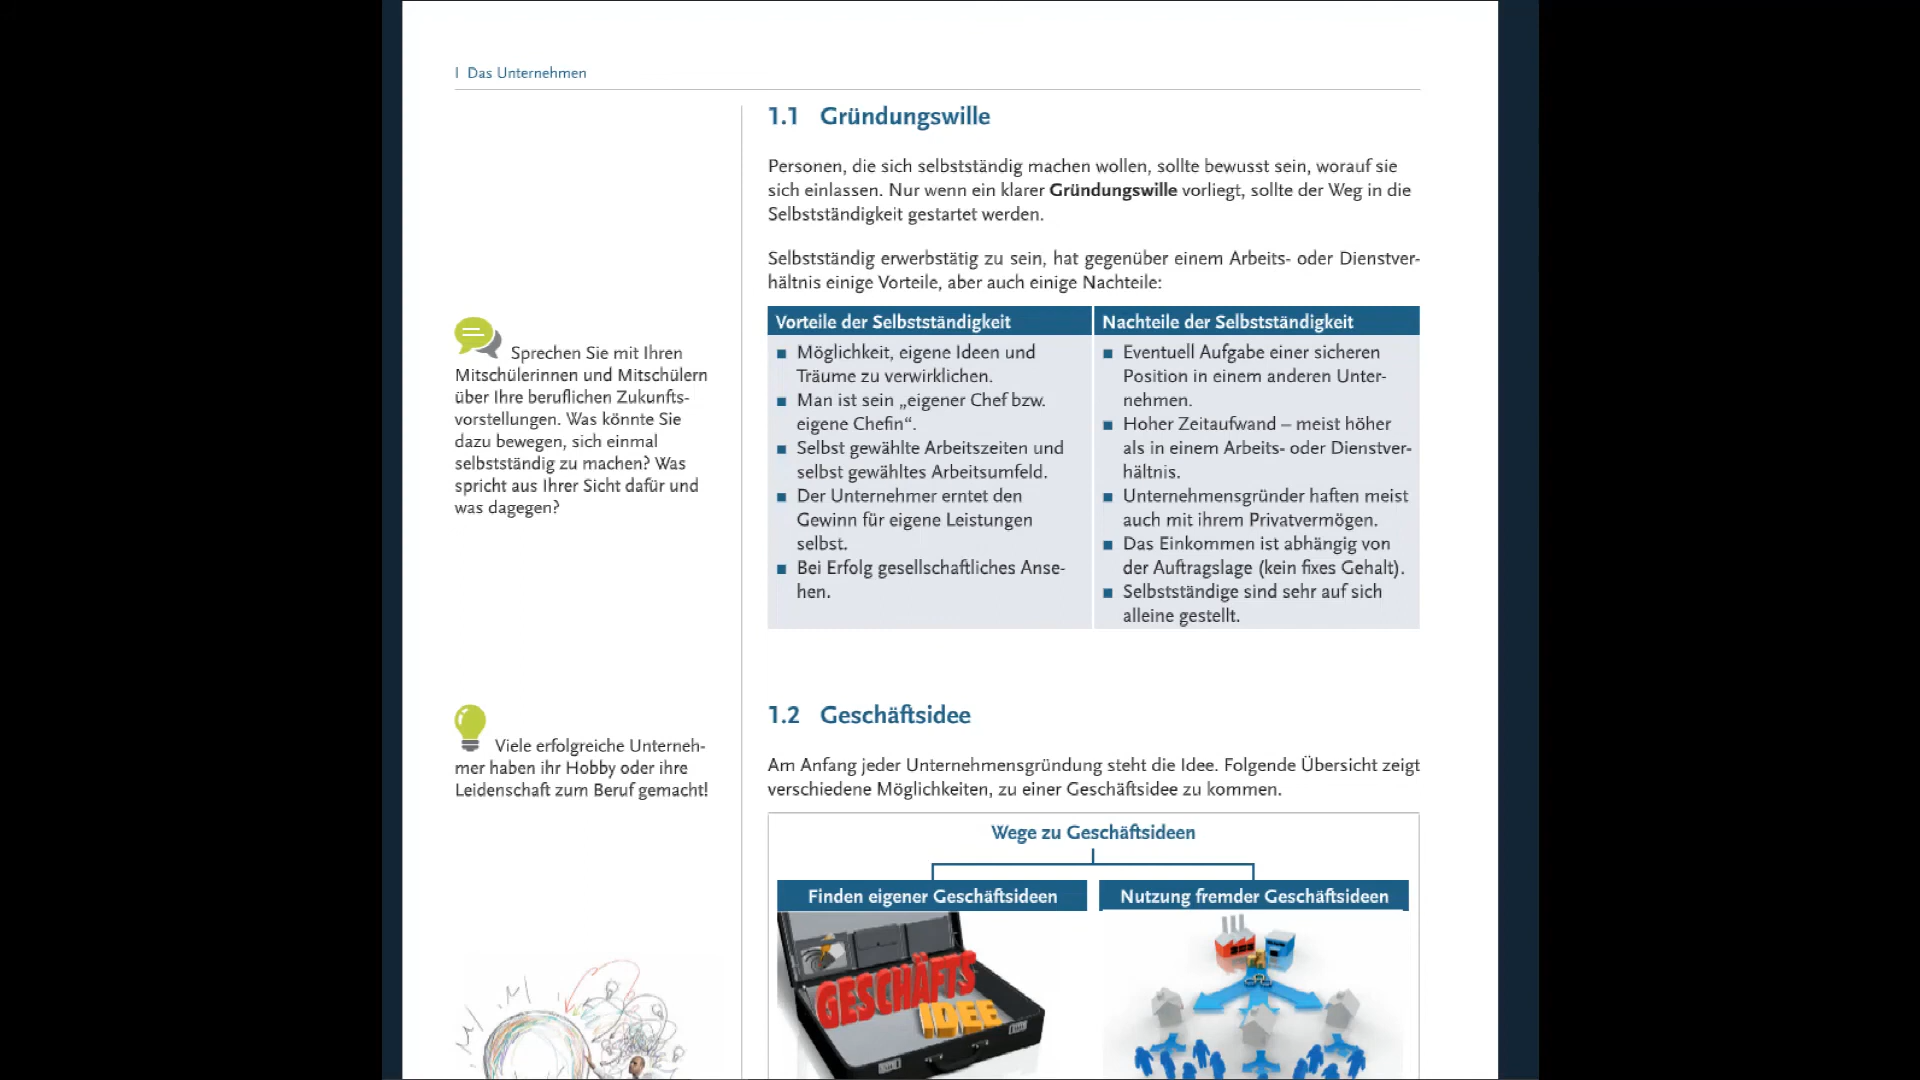 I Das Unternehmen
1.1 Gründungswille
Personen, die sich selbstständig machen wollen, sollte bewusst sein, worauf sie
sich einlassen. Nur wenn ein klarer Gründungswille vorliegt, sollte der Weg in die
Selbstständigkeit gestartet werden.
Selbstständig erwerbstätig zu sein, hat gegenüber einem Arbeits- oder Dienstver-
hältnis einige Vorteile, aber auch einige Nachteile:
Sprechen Sie mit Ihren
Mitschülerinnen und Mitschülern
über Ihre beruflichen Zukunfts-
vorstellungen. Was könnte Sie
dazu bewegen, sich einmal
selbstständig zu machen? Was
spricht aus Ihrer Sicht dafür und
was dagegen?
Vorteile der Selbstständigkeit
■ Möglichkeit, eigene Ideen und
Träume zu verwirklichen.
■ Man ist sein „eigener Chef bzw.
eigene Chefin“.
■ Selbst gewählte Arbeitszeiten und
selbst gewähltes Arbeitsumfeld.
■ Der Unternehmer erntet den
Gewinn für eigene Leistungen
selbst.
■ Bei Erfolg gesellschaftliches Anse-
hen.
Nachteile der Selbstständigkeit
■ Eventuell Aufgabe einer sicheren
Position in einem anderen Unter-
nehmen.
■ Hoher Zeitaufwand – meist höher
als in einem Arbeits- oder Dienstver-
hältnis.
■ Unternehmensgründer haften meist
auch mit ihrem Privatvermögen.
■ Das Einkommen ist abhängig von
der Auftragslage (kein fixes Gehalt).
■ Selbstständige sind sehr auf sich
alleine gestellt.
1.2 Geschäftsidee
Viele erfolgreiche Unterneh-
mer haben ihr Hobby oder ihre
Leidenschaft zum Beruf gemacht!
Am Anfang jeder Unternehmensgründung steht die Idee. Folgende Übersicht zeigt
verschiedene Möglichkeiten, zu einer Geschäftsidee zu kommen.
Wege zu Geschäftsideen
Finden eigener Geschäftsideen
Nutzung fremder Geschäftsideen
GESCHÄFTS
IDEE